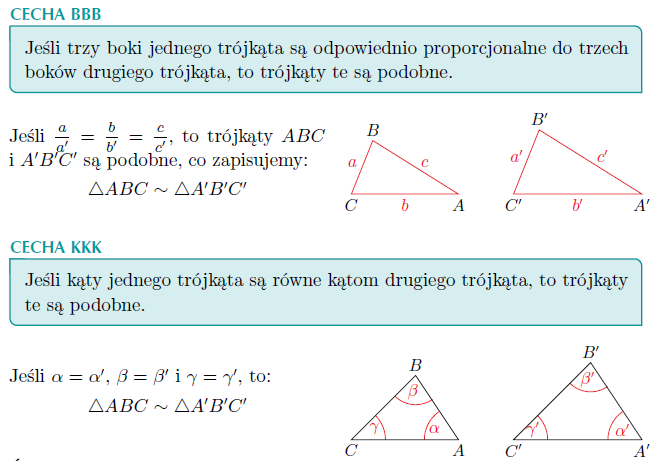 CECHA BBB
Jeśli trzy boki jednego trójkąta są odpowiednio proporcjonalne do trzech
boków drugiego trójkąta, to trójkąty te są podobne.
Jeśli a/a′ = b/b′ = c/c′, to trójkąty ABC
i A′B′C′ są podobne, co zapisujemy:
△ABC ∼ △A′B′C′
B
a
c
C
b
A
B′
a′
c′
C′
b′
A′
CECHA KKK
Jeśli kąty jednego trójkąta są równe kątom drugiego trójkąta, to trójkąty
te są podobne.
Jeśli α = α′, β = β′ i γ = γ′, to:
△ABC ∼ △A′B′C′
B
β
γ
α
C
A
B′
β′
γ′
α′
C′
A′